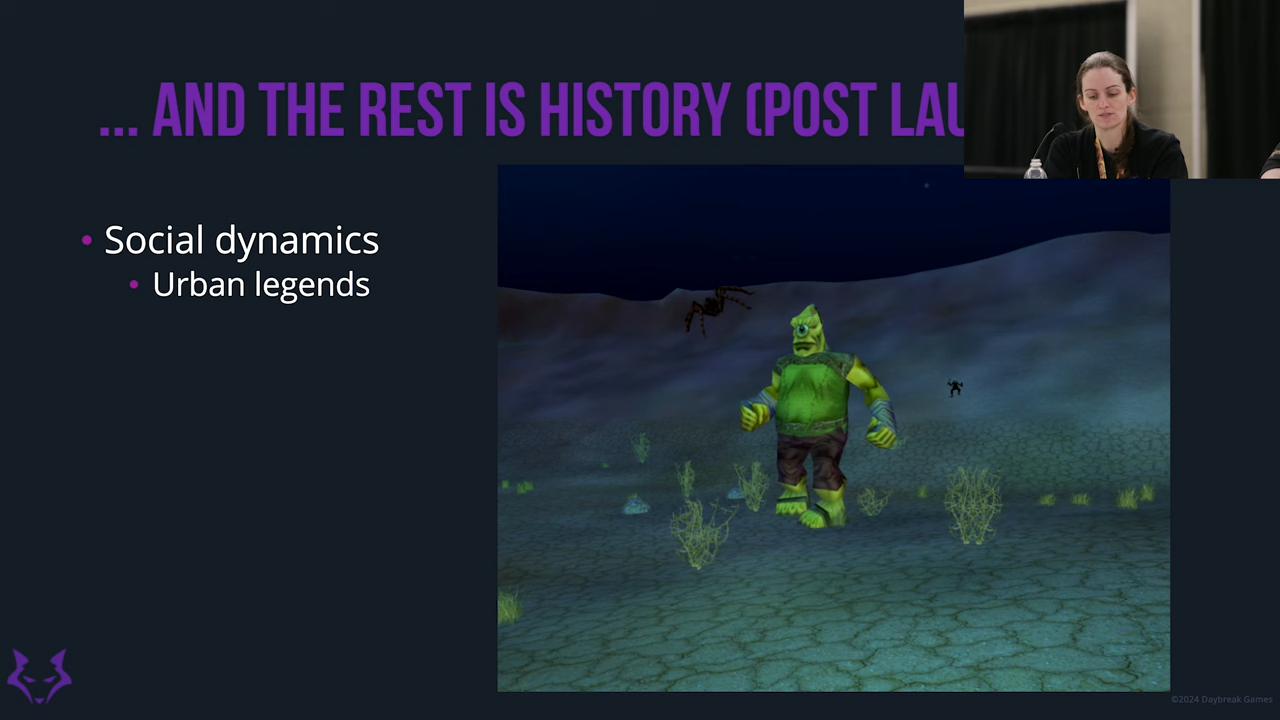 ... AND THE REST IS HISTORY (POST LAU
Social dynamics
Urban legends
©2024 Daybreak Games